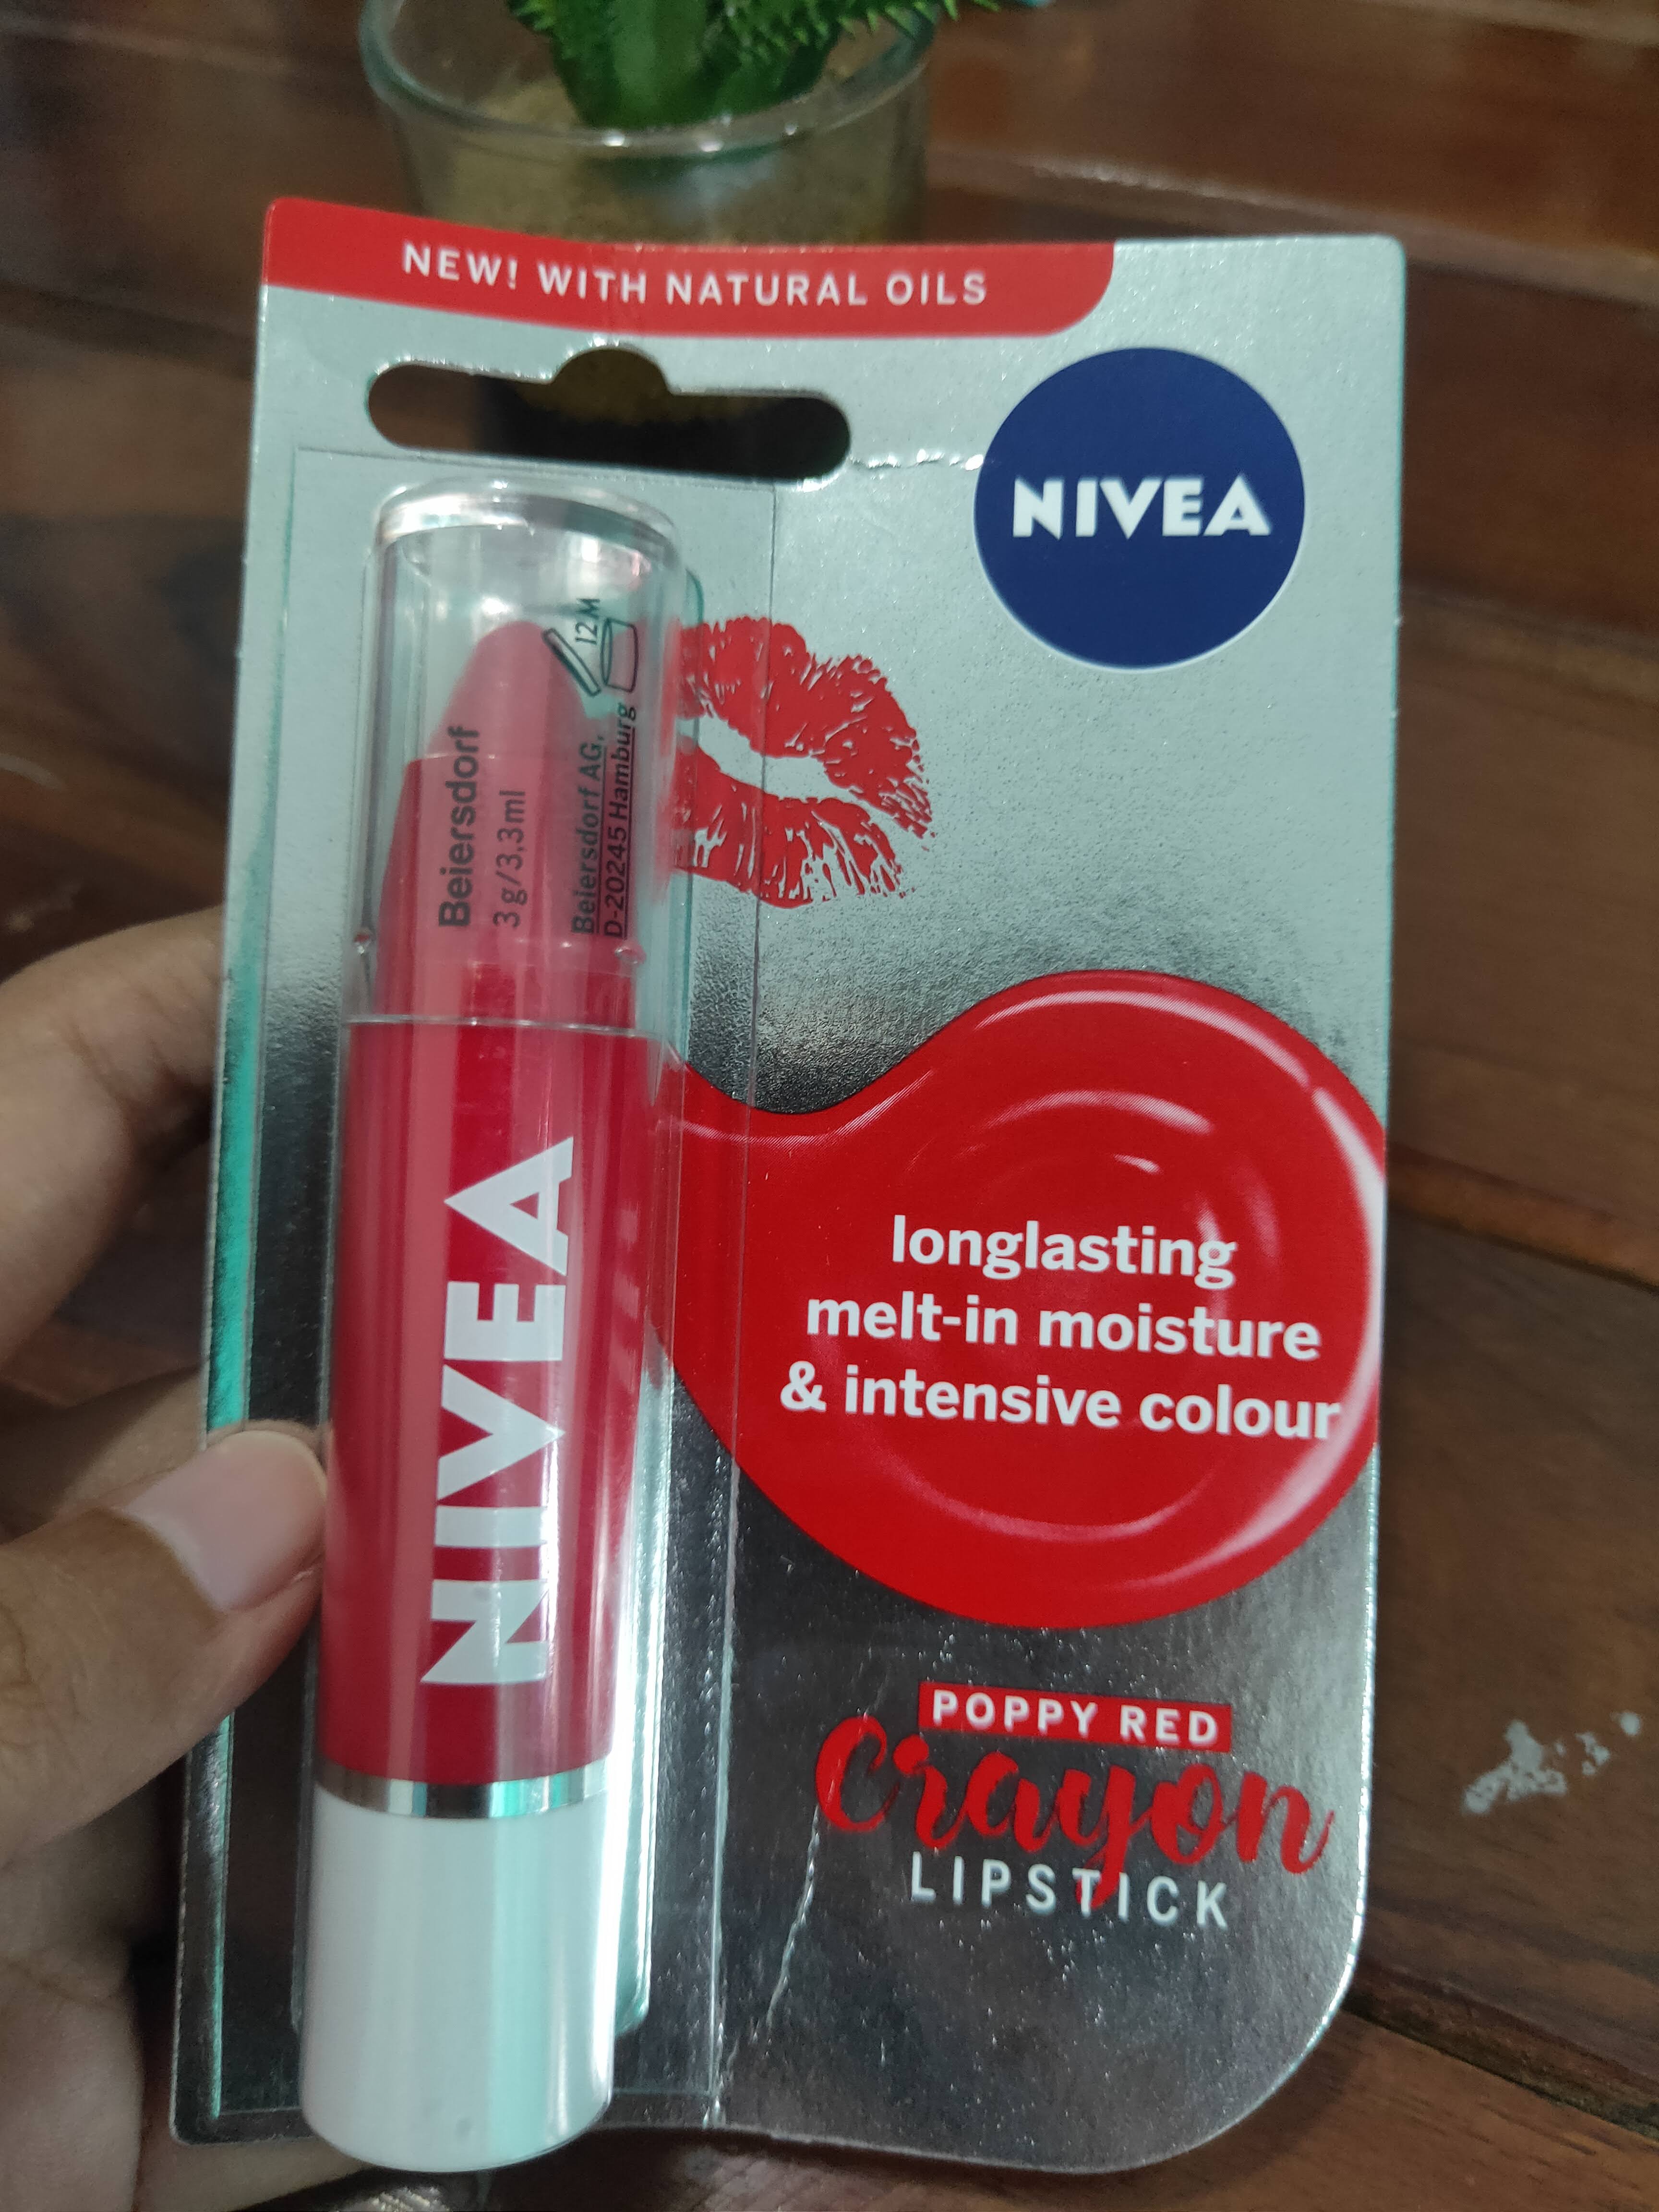 NEW! WITH NATURAL OILS
NIVEA
12M
Beiersdorf
3g/3,3ml
Beiersdorf AG,
D-20245 Hamburg
NIVEA
longlasting
melt-in moisture
& intensive colour
POPPY RED
Crayon
LIPSTICK